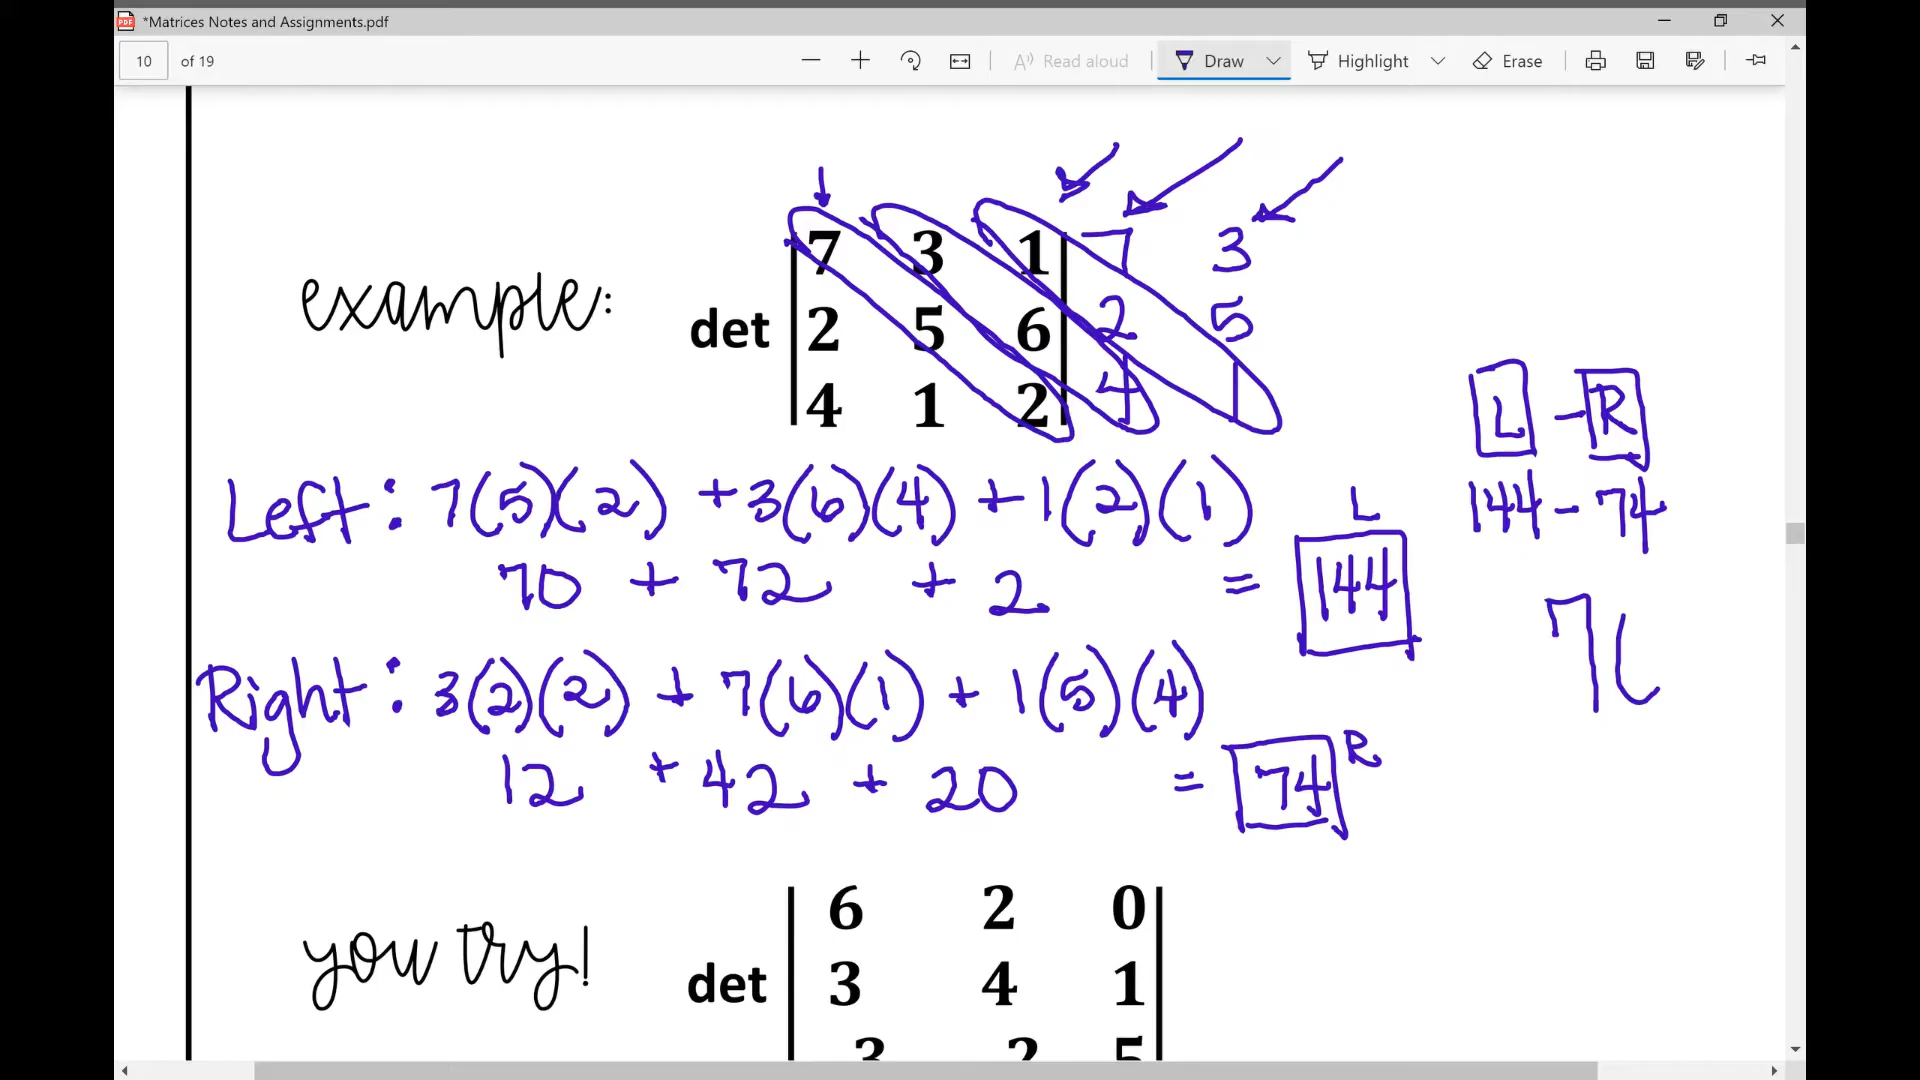 *Matrices Notes and Assignments.pdf
10 of 19 Read aloud Draw Highlight Erase
7 3 1 7 3
example: det 2 5 6 2 5
4 1 2 4 1
L - R
Left: 7(5)(2) + 3(6)(4) + 1(2)(1)
144 - 74
70 + 72 + 2 = 144 L
Right: 3(2)(2) + 7(6)(1) + 1(5)(4)
12 + 42 + 20 = 74 R
6 2 0
you try! det 3 4 1